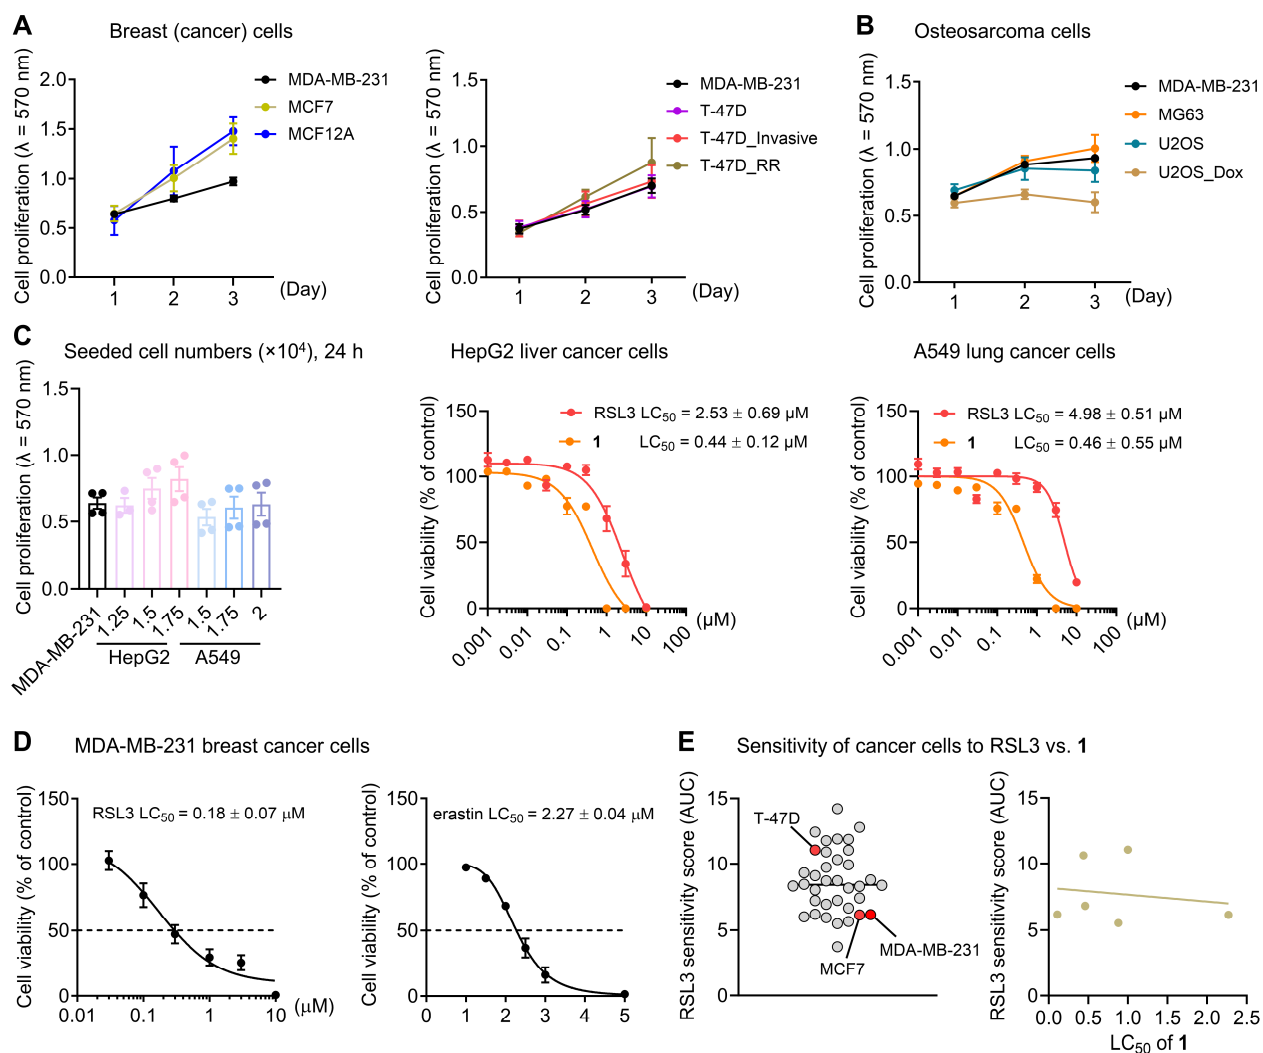 A
Breast (cancer) cells
Cell proliferation (λ = 570 nm)
2.0
1.5
1.0
0.5
0.0
1
2
3
(Day)
MDA-MB-231
MCF7
MCF12A
Cell proliferation (λ = 570 nm)
1.5
1.0
0.5
0.0
1
2
3
(Day)
MDA-MB-231
T-47D
T-47D_Invasive
T-47D_RR
B
Osteosarcoma cells
Cell proliferation (λ = 570 nm)
1.5
1.0
0.5
0.0
1
2
3
(Day)
MDA-MB-231
MG63
U2OS
U2OS_Dox
C
Seeded cell numbers (×10⁴), 24 h
Cell proliferation (λ = 570 nm)
1.5
1.0
0.5
0.0
MDA-MB-231
1.25
1.5
1.75
1.5
1.75
2
HepG2
A549
HepG2 liver cancer cells
Cell viability (% of control)
150
100
50
0
RSL3 LC₅₀ = 2.53 ± 0.69 µM
1 LC₅₀ = 0.44 ± 0.12 µM
0.001
0.01
0.1
1
10
100
(µM)
A549 lung cancer cells
Cell viability (% of control)
150
100
50
0
RSL3 LC₅₀ = 4.98 ± 0.51 µM
1 LC₅₀ = 0.46 ± 0.55 µM
0.001
0.01
0.1
1
10
100
(µM)
D
MDA-MB-231 breast cancer cells
Cell viability (% of control)
150
100
50
0
RSL3 LC₅₀ = 0.18 ± 0.07 µM
0.01
0.1
1
10
(µM)
Cell viability (% of control)
150
100
50
0
erastin LC₅₀ = 2.27 ± 0.04 µM
0
1
2
3
4
5
E
Sensitivity of cancer cells to RSL3 vs. 1
RSL3 sensitivity score (AUC)
15
10
5
0
T-47D
MCF7
MDA-MB-231
RSL3 sensitivity score (AUC)
15
10
5
0
0.0
0.5
1.0
1.5
2.0
2.5
LC₅₀ of 1